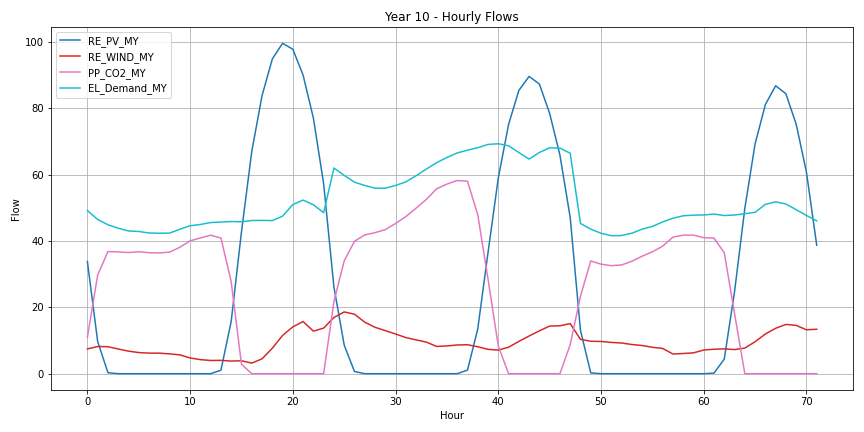 Year 10 - Hourly Flows
RE_PV_MY
RE_WIND_MY
PP_CO2_MY
EL_Demand_MY
100
80
60
40
20
0
Flow
0 10 20 30 40 50 60 70
Hour